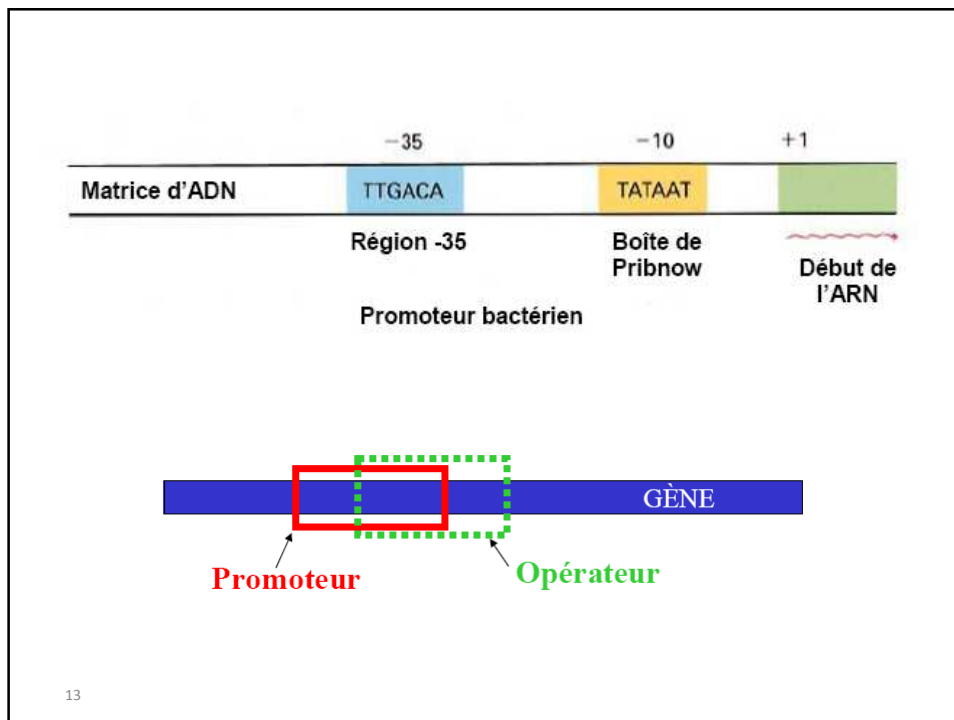 −35 −10 +1
Matrice d'ADN TTGACA TATAAT
Région -35 Boîte de
Pribnow Début de
l'ARN
Promoteur bactérien
GÈNE
Promoteur Opérateur
13